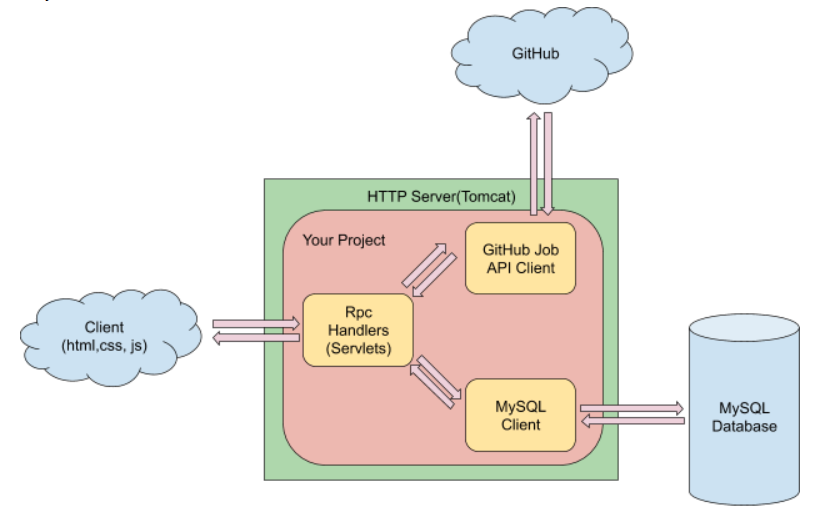 GitHub
HTTP Server(Tomcat)
Your Project
GitHub Job
API Client
Rpc
Handlers
(Servlets)
Client
(html,css, js)
MySQL
Client
MySQL
Database